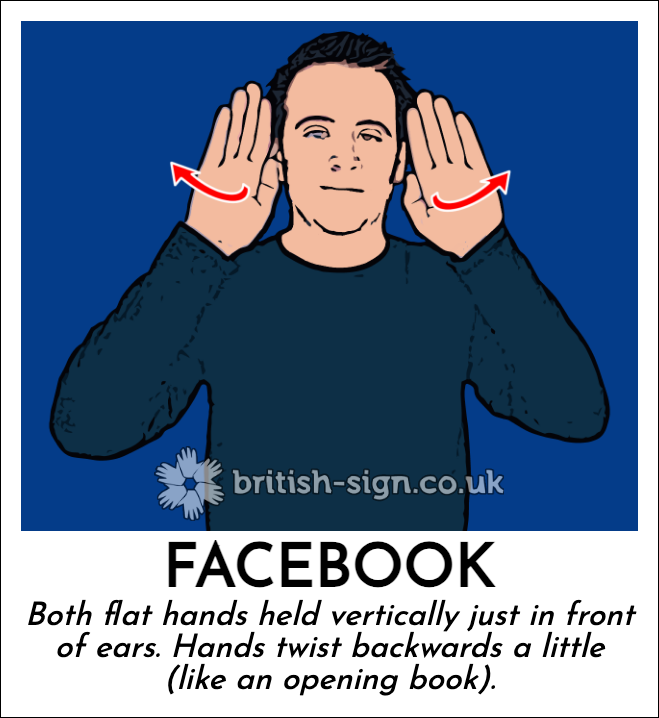 british-sign.co.uk
FACEBOOK
Both flat hands held vertically just in front
of ears. Hands twist backwards a little
(like an opening book).